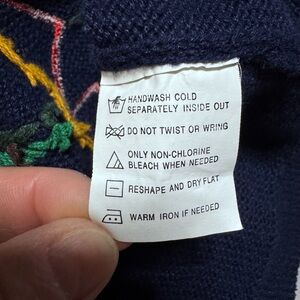 HANDWASH COLD
SEPARATELY INSIDE OUT
DO NOT TWIST OR WRING
ONLY NON-CHLORINE
BLEACH WHEN NEEDED
RESHAPE AND DRY FLAT
WARM IRON IF NEEDED